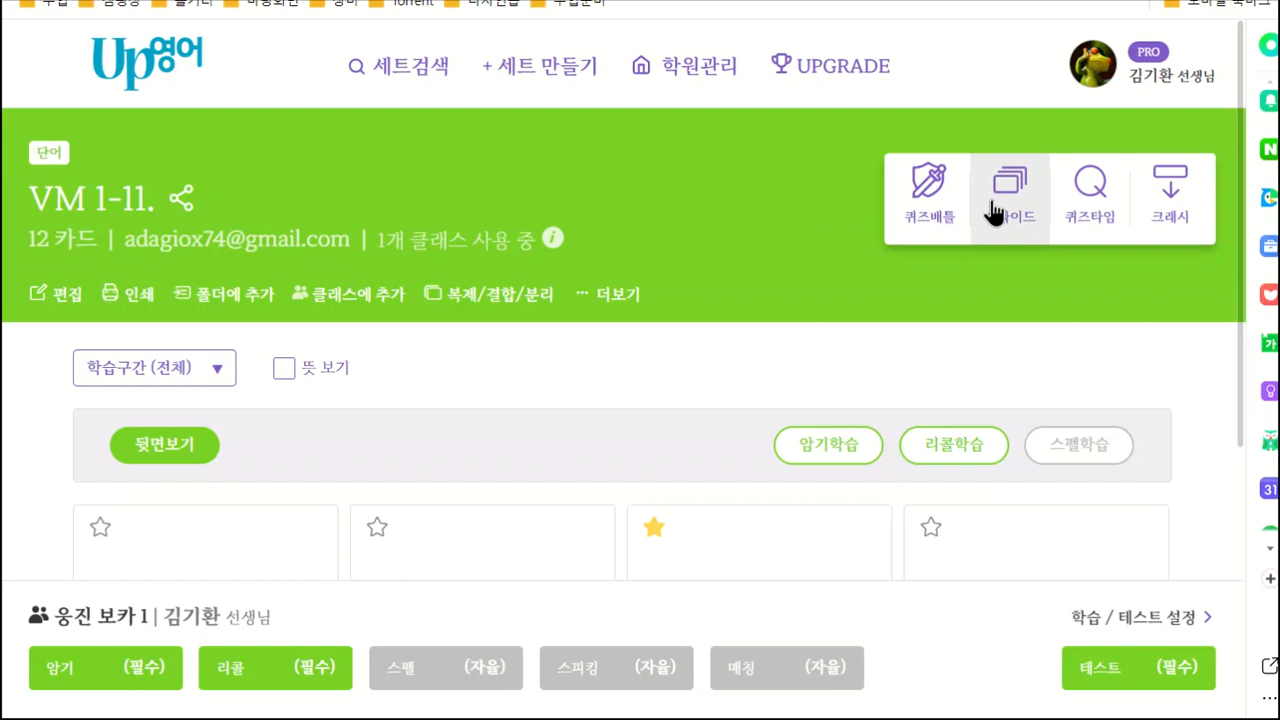 Torrent
Up영어
세트검색
+ 세트 만들기
학원관리
UPGRADE
PRO
김기환 선생님
단어
VM 1-11.
12 카드 | adagiox74@gmail.com | 1개 클래스 사용 중
편집
인쇄
폴더에 추가
클래스에 추가
복제/결합/분리
··· 더보기
퀴즈배틀
이드
퀴즈타임
크래시
학습구간 (전체)
뜻 보기
뒷면보기
암기학습
리콜학습
스펠학습
웅진 보카 1 | 김기환 선생님
학습 / 테스트 설정
암기 (필수)
리콜 (필수)
스펠 (자율)
스피킹 (자율)
매칭 (자율)
테스트 (필수)
N
가
31